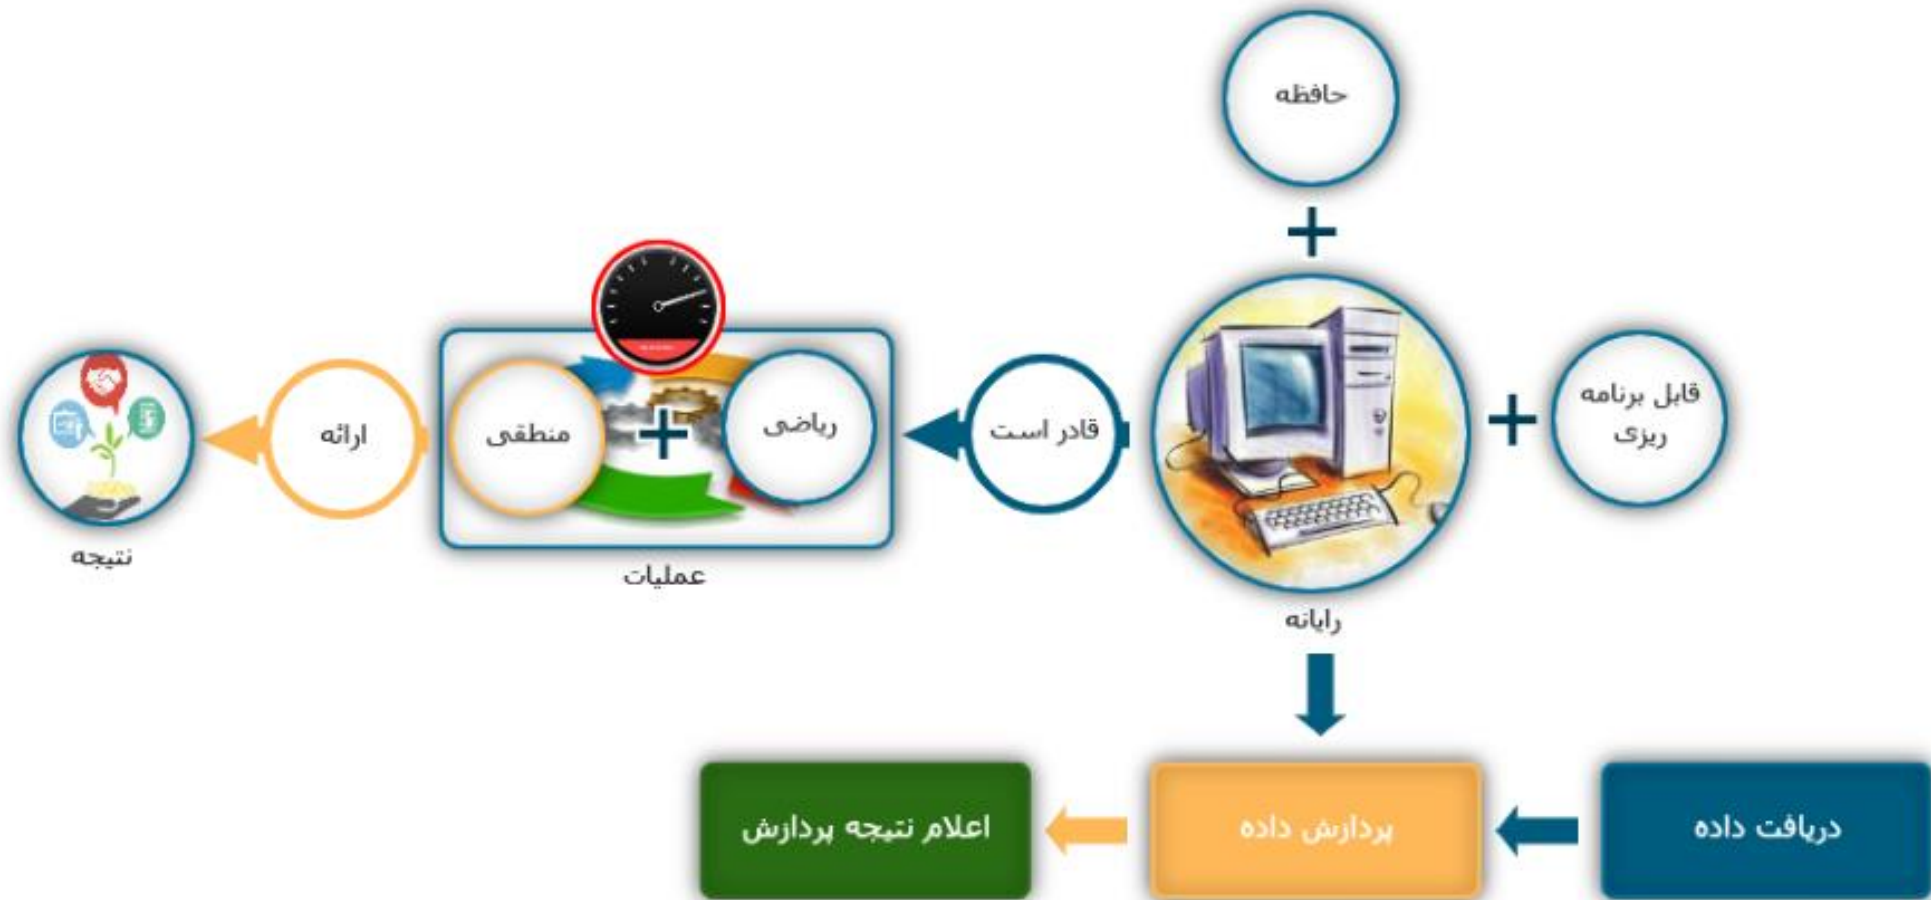 حافظه
قابل برنامه
ریزی
رایانه
قادر است
ریاضی
منطقی
عملیات
ارائه
نتیجه
دریافت داده
پردازش داده
اعلام نتیجه پردازش